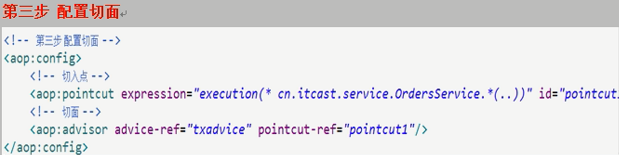 第三步 配置切面
<!-- 第三步 配置切面 -->
<aop:config>
<!-- 切入点 -->
<aop:pointcut expression="execution(* cn.itcast.service.OrdersService.*(..))" id="pointcut
<!-- 切面 -->
<aop:advisor advice-ref="txadvice" pointcut-ref="pointcut1"/>
</aop:config>